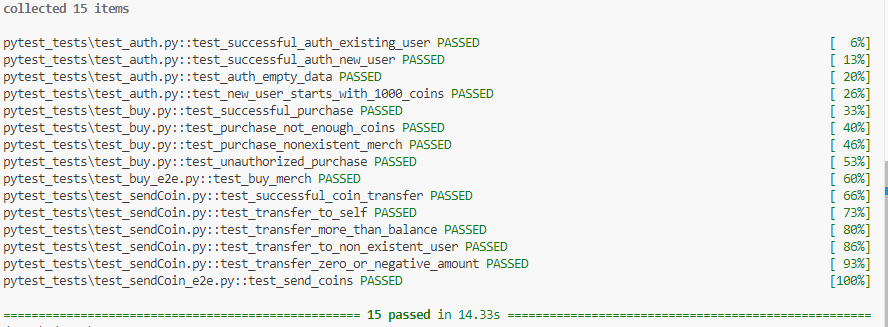 collected 15 items
pytest_tests\test_auth.py::test_successful_auth_existing_user PASSED [  6%]
pytest_tests\test_auth.py::test_successful_auth_new_user PASSED [ 13%]
pytest_tests\test_auth.py::test_auth_empty_data PASSED [ 20%]
pytest_tests\test_auth.py::test_new_user_starts_with_1000_coins PASSED [ 26%]
pytest_tests\test_buy.py::test_successful_purchase PASSED [ 33%]
pytest_tests\test_buy.py::test_purchase_not_enough_coins PASSED [ 40%]
pytest_tests\test_buy.py::test_purchase_nonexistent_merch PASSED [ 46%]
pytest_tests\test_buy.py::test_unauthorized_purchase PASSED [ 53%]
pytest_tests\test_buy_e2e.py::test_buy_merch PASSED [ 60%]
pytest_tests\test_sendCoin.py::test_successful_coin_transfer PASSED [ 66%]
pytest_tests\test_sendCoin.py::test_transfer_to_self PASSED [ 73%]
pytest_tests\test_sendCoin.py::test_transfer_more_than_balance PASSED [ 80%]
pytest_tests\test_sendCoin.py::test_transfer_to_non_existent_user PASSED [ 86%]
pytest_tests\test_sendCoin.py::test_transfer_zero_or_negative_amount PASSED [ 93%]
pytest_tests\test_sendCoin_e2e.py::test_send_coins PASSED [100%]
=================================================== 15 passed in 14.33s ====================================================